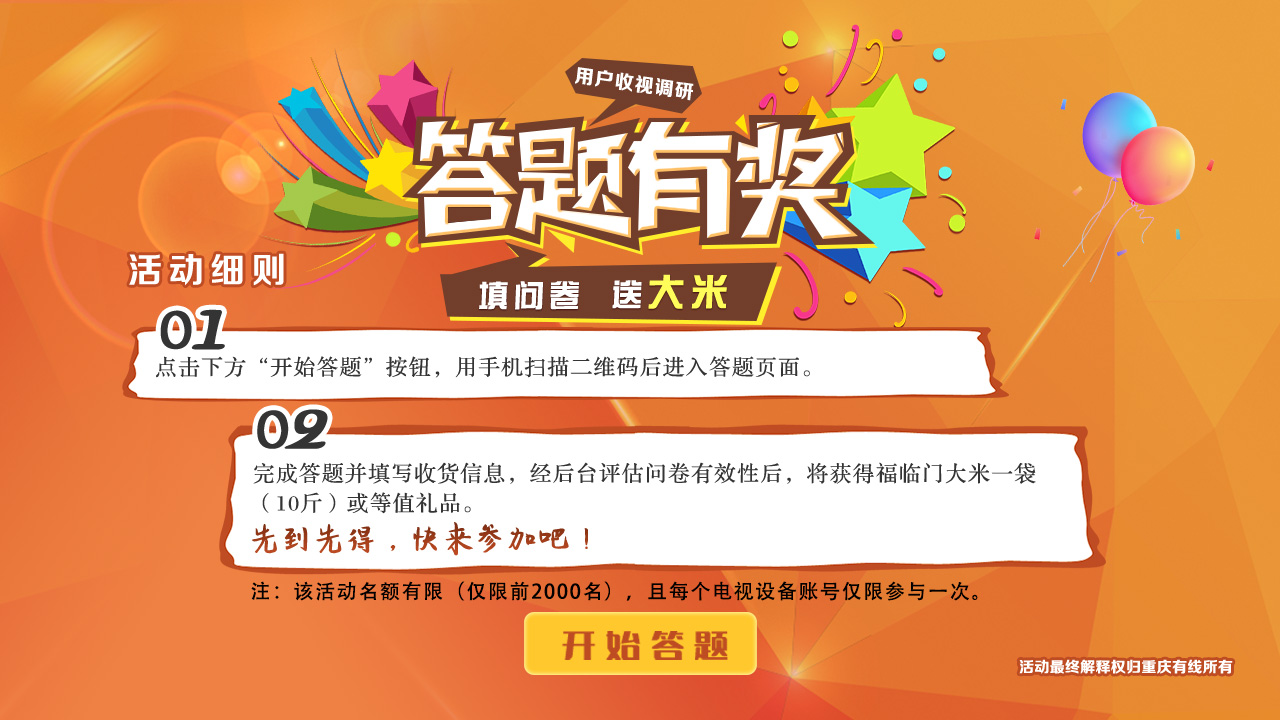 用户收视调研
答题有奖
填问卷 送大米
活动细则
01
点击下方“开始答题”按钮，用手机扫描二维码后进入答题页面。
02
完成答题并填写收货信息，经后台评估问卷有效性后，将获得福临门大米一袋
（10斤）或等值礼品。
先到先得，快来参加吧！
注：该活动名额有限（仅限前2000名），且每个电视设备账号仅限参与一次。
开始答题
活动最终解释权归重庆有线所有